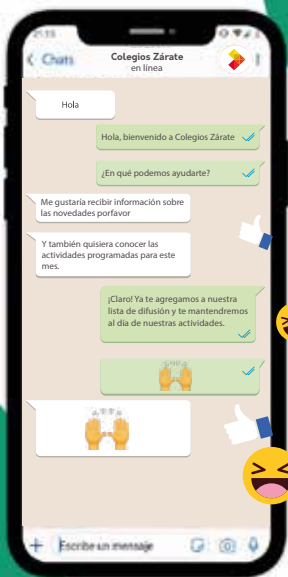 21:15
Chats
Colegios Zárate
en línea
Hola
Hola, bienvenido a Colegios Zárate
¿En qué podemos ayudarte?
Me gustaría recibir información sobre
las novedades porfavor
Y también quisiera conocer las
actividades programadas para este
mes.
¡Claro! Ya te agregamos a nuestra
lista de difusión y te mantendremos
al día de nuestras actividades.
Escribe un mensaje